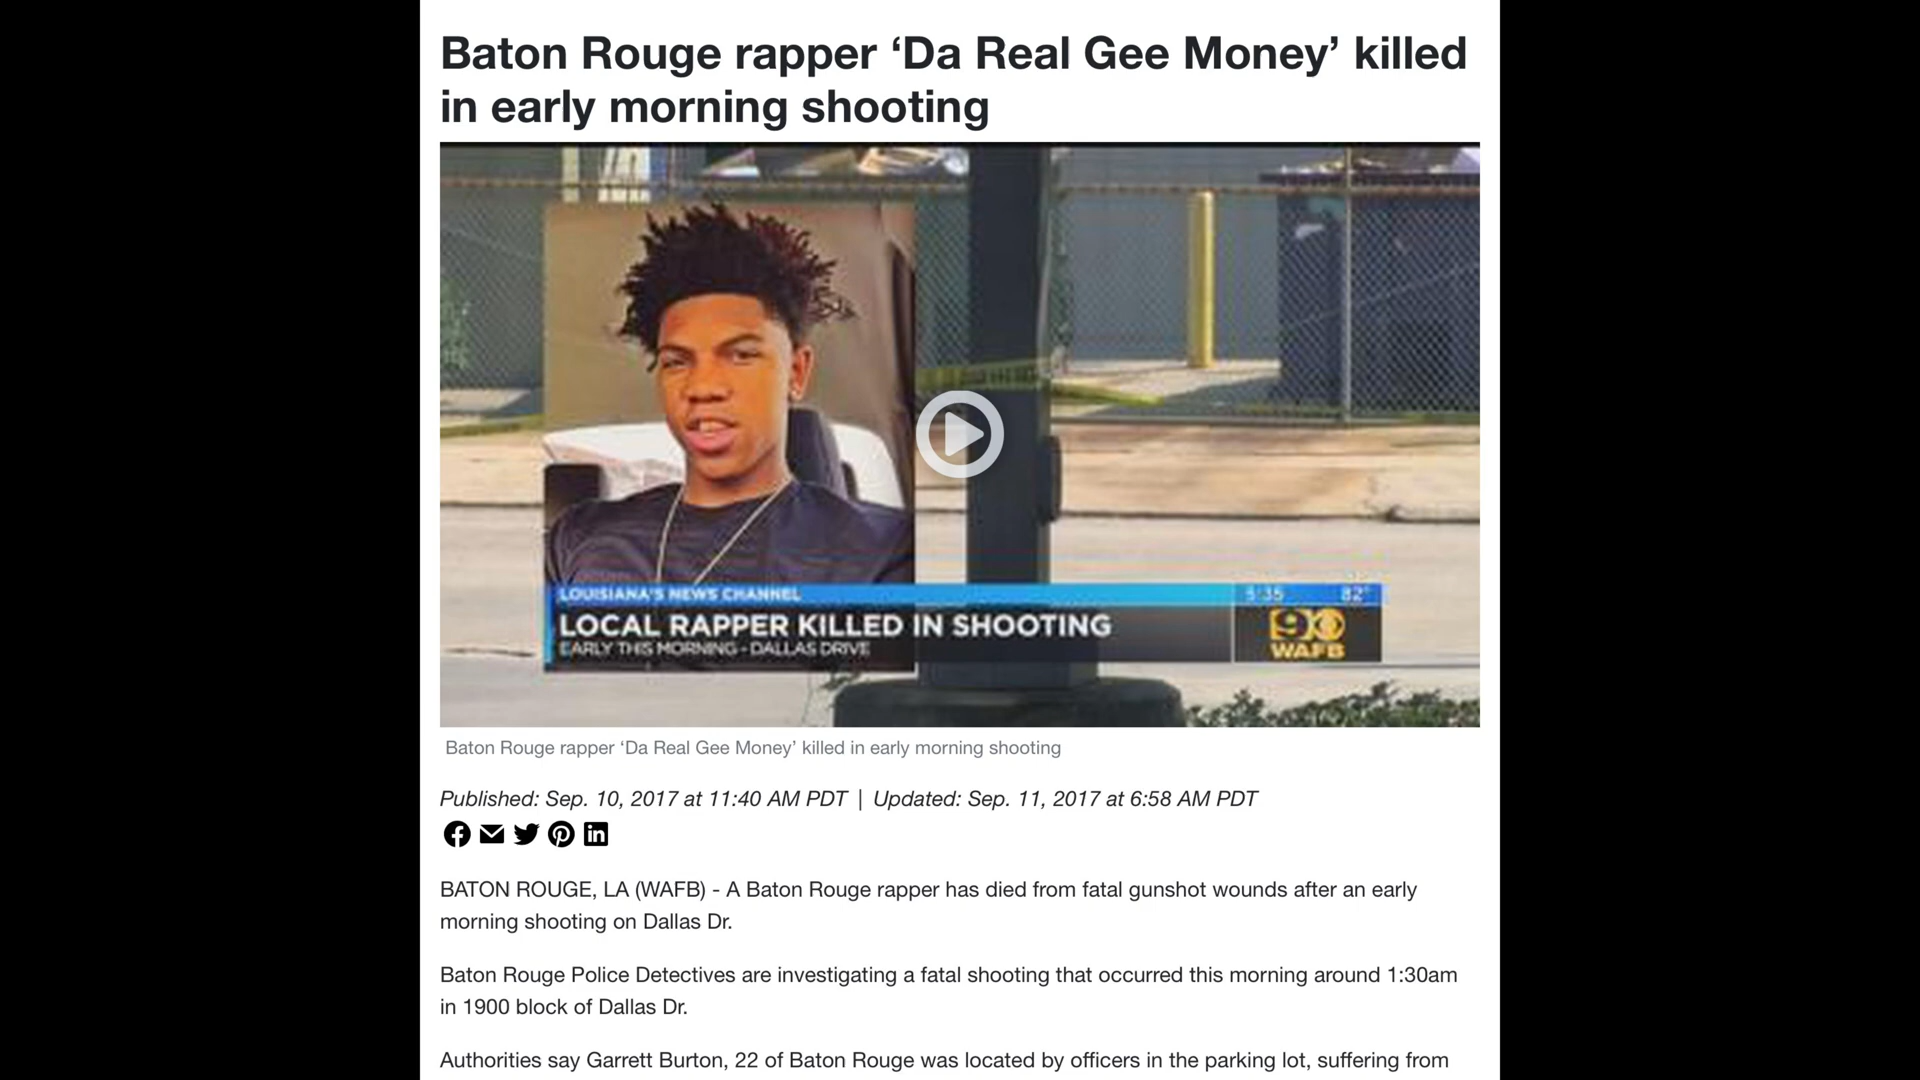 Baton Rouge rapper ‘Da Real Gee Money’ killed
in early morning shooting
LOUISIANA'S NEWS CHANNEL
5:35 82°
LOCAL RAPPER KILLED IN SHOOTING
EARLY THIS MORNING - DALLAS DRIVE
9
WAFB
Baton Rouge rapper ‘Da Real Gee Money’ killed in early morning shooting
Published: Sep. 10, 2017 at 11:40 AM PDT | Updated: Sep. 11, 2017 at 6:58 AM PDT
BATON ROUGE, LA (WAFB) - A Baton Rouge rapper has died from fatal gunshot wounds after an early
morning shooting on Dallas Dr.
Baton Rouge Police Detectives are investigating a fatal shooting that occurred this morning around 1:30am
in 1900 block of Dallas Dr.
Authorities say Garrett Burton, 22 of Baton Rouge was located by officers in the parking lot, suffering from